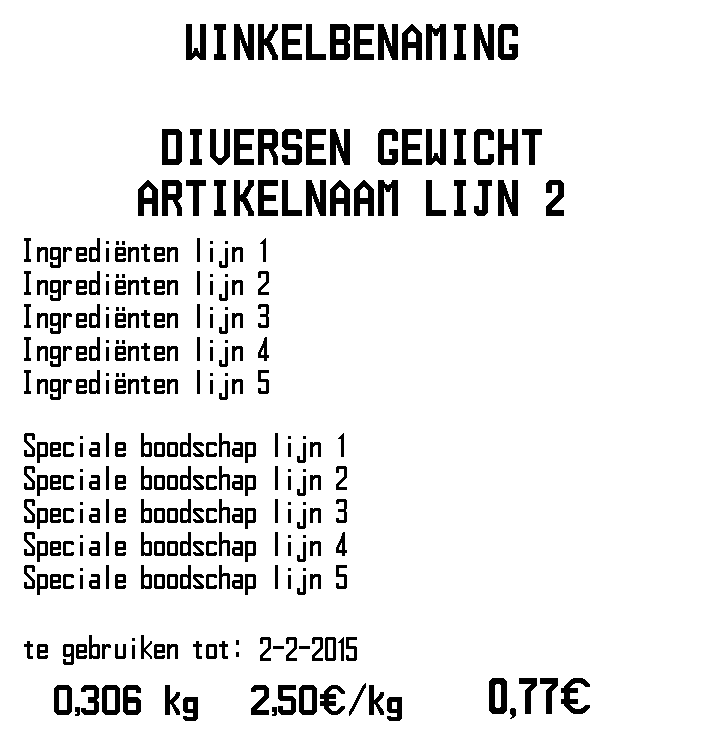 WINKELBENAMING
DIVERSEN GEWICHT
ARTIKELNAAM LIJN 2
Ingrediënten lijn 1
Ingrediënten lijn 2
Ingrediënten lijn 3
Ingrediënten lijn 4
Ingrediënten lijn 5
Speciale boodschap lijn 1
Speciale boodschap lijn 2
Speciale boodschap lijn 3
Speciale boodschap lijn 4
Speciale boodschap lijn 5
te gebruiken tot: 2-2-2015
0,306 kg 2,50€/kg 0,77€